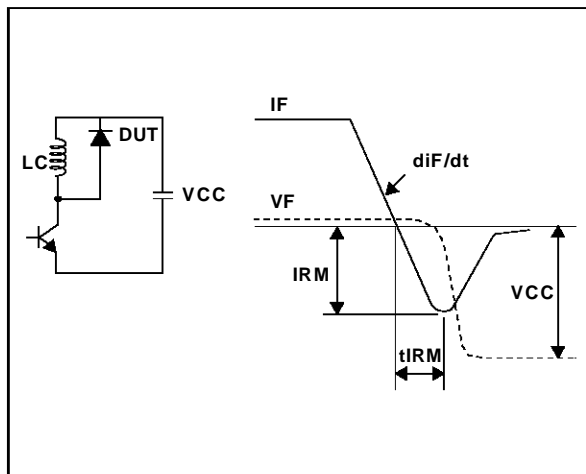 DUT
LC
VCC
IF
diF/dt
VF
IRM
VCC
tIRM